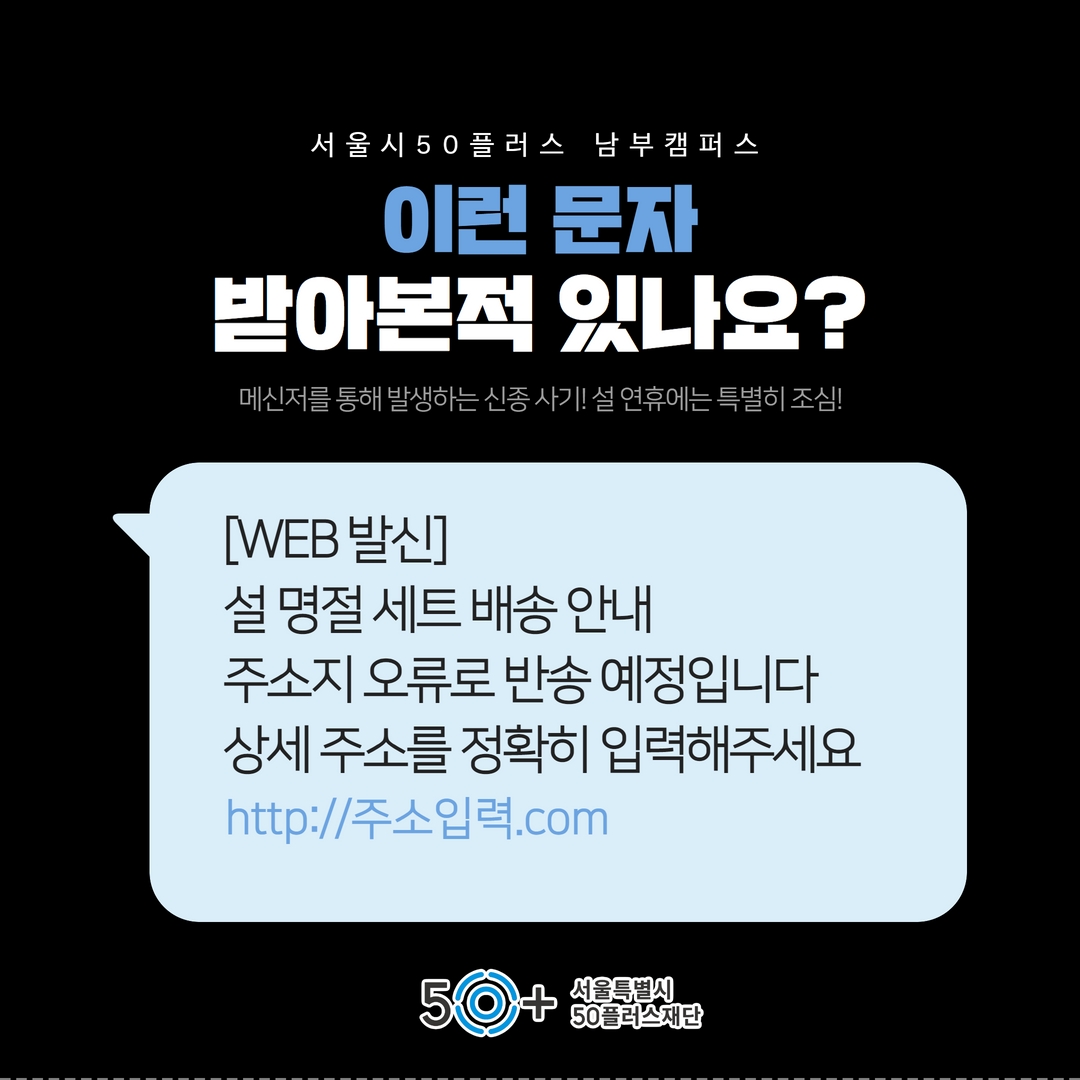 서울시50플러스 남부캠퍼스
이런 문자
받아본적 있나요?
메신저를 통해 발생하는 신종 사기! 설 연휴에는 특별히 조심!
[WEB 발신]
설 명절 세트 배송 안내
주소지 오류로 반송 예정입니다
상세 주소를 정확히 입력해주세요
http://주소입력.com
50+ 서울특별시
50플러스재단